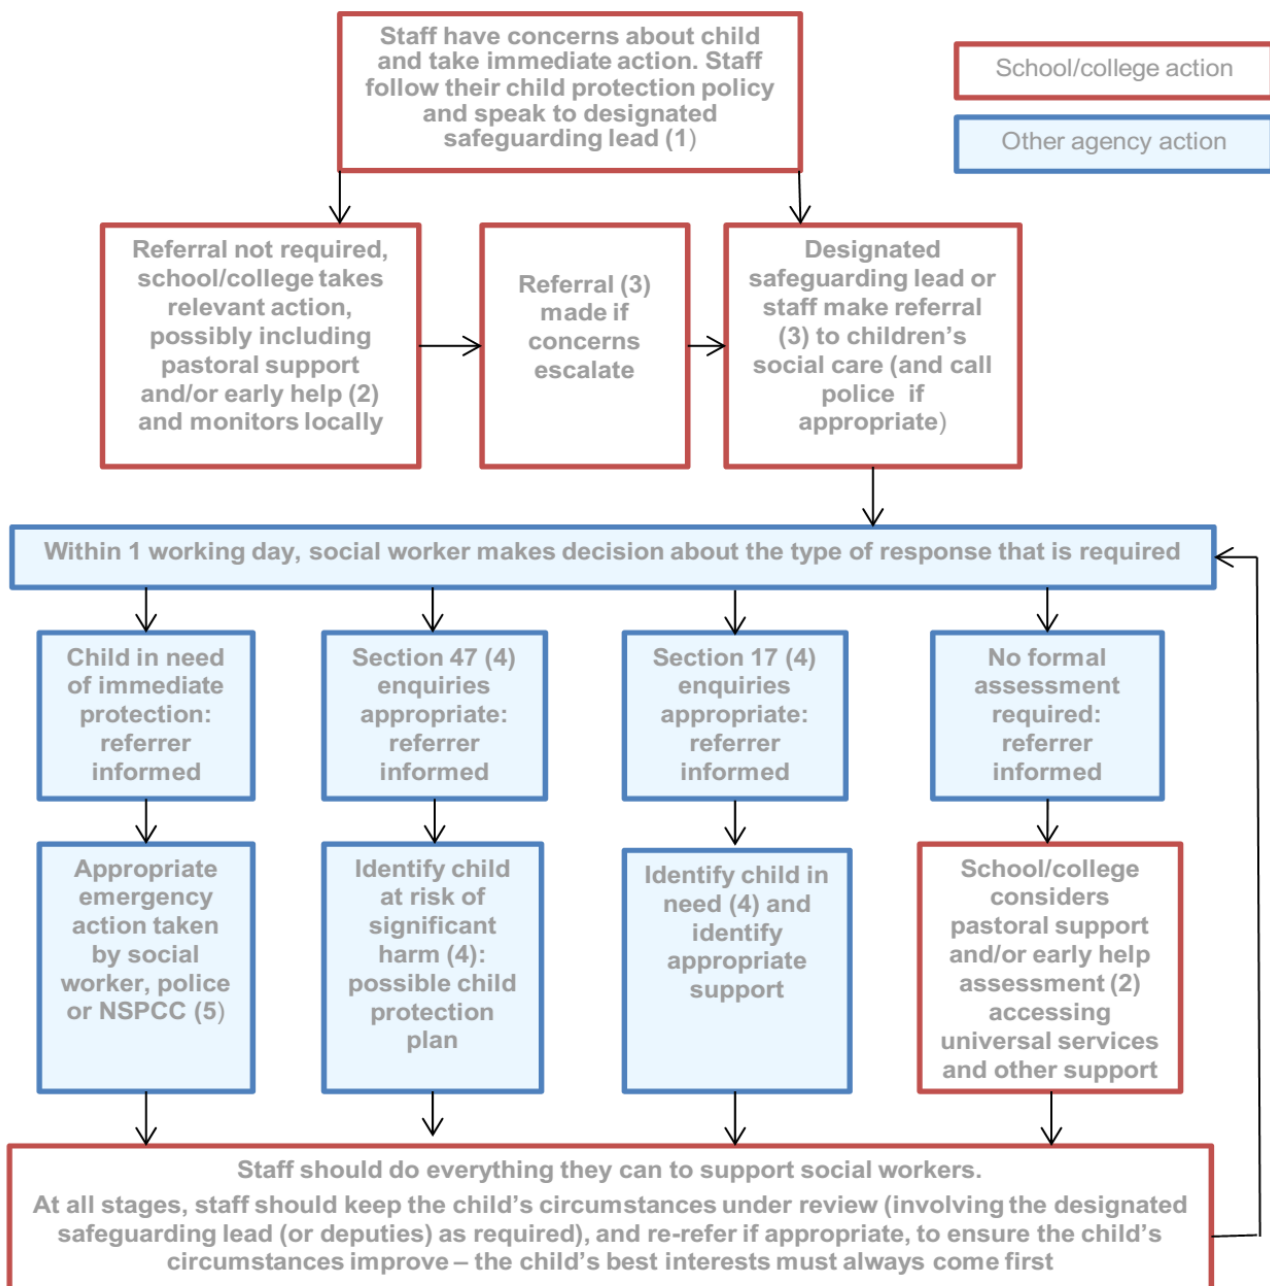 Staff have concerns about child
and take immediate action. Staff
follow their child protection policy
and speak to designated
safeguarding lead (1)
School/college action
Other agency action
Referral not required,
school/college takes
relevant action,
possibly including
pastoral support
and/or early help (2)
and monitors locally
Referral (3)
made if
concerns
escalate
Designated
safeguarding lead or
staff make referral
(3) to children’s
social care (and call
police if
appropriate)
Within 1 working day, social worker makes decision about the type of response that is required
Child in need
of immediate
protection:
referrer
informed
Section 47 (4)
enquiries
appropriate:
referrer
informed
Section 17 (4)
enquiries
appropriate:
referrer
informed
No formal
assessment
required:
referrer
informed
Appropriate
emergency
action taken
by social
worker, police
or NSPCC (5)
Identify child
at risk of
significant
harm (4):
possible child
protection
plan
Identify child in
need (4) and
identify
appropriate
support
School/college
considers
pastoral support
and/or early help
assessment (2)
accessing
universal services
and other support
Staff should do everything they can to support social workers.
At all stages, staff should keep the child’s circumstances under review (involving the designated
safeguarding lead (or deputies) as required), and re-refer if appropriate, to ensure the child’s
circumstances improve – the child’s best interests must always come first